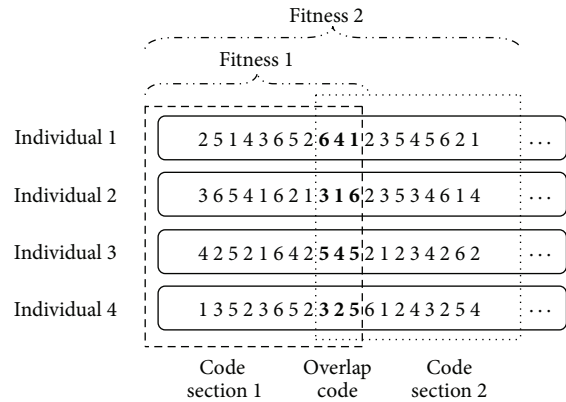 Fitness 2
Fitness 1
Individual 1 2 5 1 4 3 6 5 2 6 4 1 2 3 5 4 5 6 2 1 ...
Individual 2 3 6 5 4 1 6 2 1 3 1 6 2 3 5 3 4 6 1 4 ...
Individual 3 4 2 5 2 1 6 4 2 5 4 5 2 1 2 3 4 2 6 2 ...
Individual 4 1 3 5 2 3 6 5 2 3 2 5 6 1 2 4 3 2 5 4 ...
Code Overlap Code
section 1 code section 2